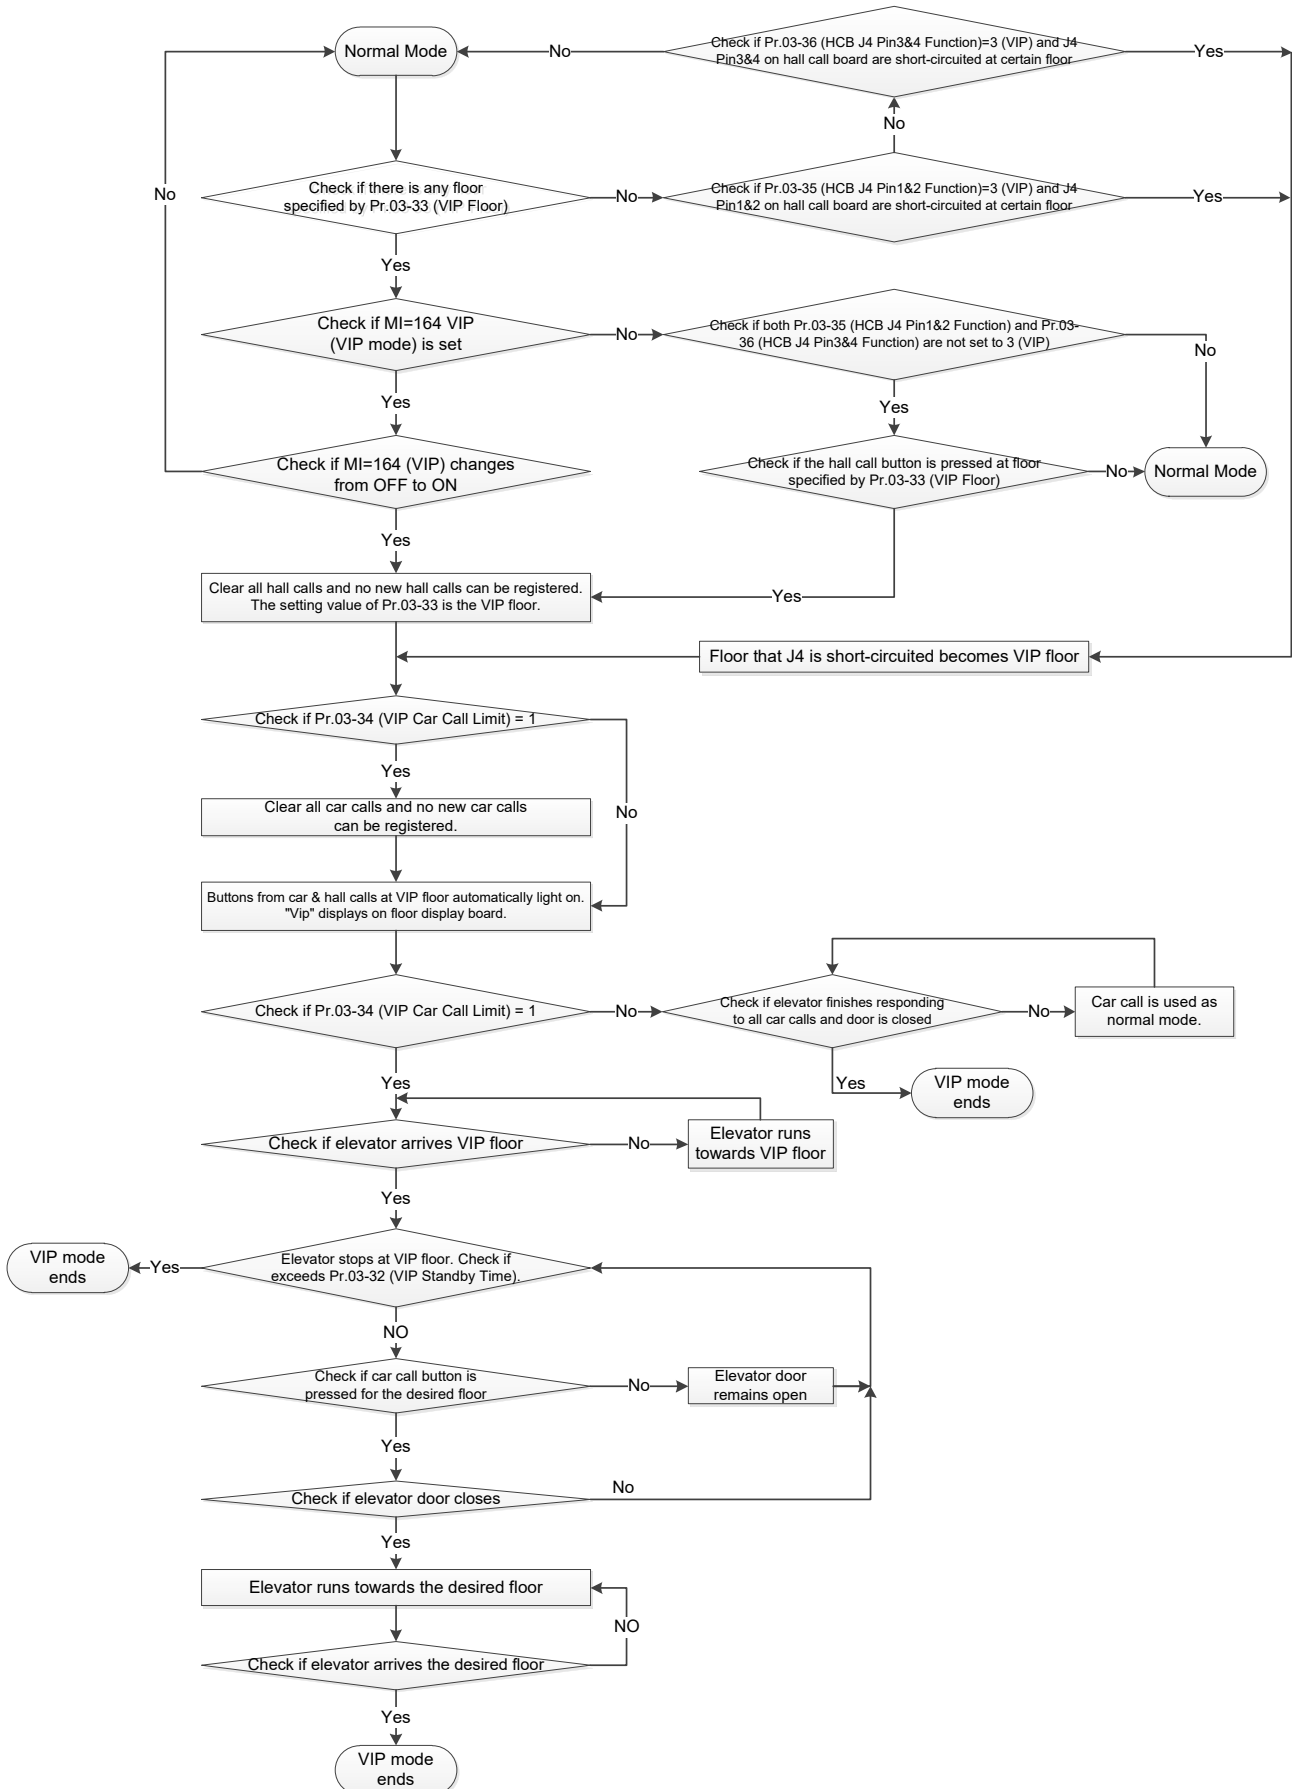 Normal Mode
No
Check if Pr.03-36 (HCB J4 Pin3&4 Function)=3 (VIP) and J4
Pin3&4 on hall call board are short-circuited at certain floor
Yes
No
No
Check if there is any floor
specified by Pr.03-33 (VIP Floor)
No
Check if Pr.03-35 (HCB J4 Pin1&2 Function)=3 (VIP) and J4
Pin1&2 on hall call board are short-circuited at certain floor
Yes
Yes
Check if MI=164 VIP
(VIP mode) is set
No
Check if both Pr.03-35 (HCB J4 Pin1&2 Function) and Pr.03-
36 (HCB J4 Pin3&4 Function) are not set to 3 (VIP)
No
Yes
Yes
Check if MI=164 (VIP) changes
from OFF to ON
Check if the hall call button is pressed at floor
specified by Pr.03-33 (VIP Floor)
No
Normal Mode
Yes
Clear all hall calls and no new hall calls can be registered.
The setting value of Pr.03-33 is the VIP floor.
Yes
Floor that J4 is short-circuited becomes VIP floor
Check if Pr.03-34 (VIP Car Call Limit) = 1
Yes
No
Clear all car calls and no new car calls
can be registered.
Buttons from car & hall calls at VIP floor automatically light on.
"Vip" displays on floor display board.
Check if Pr.03-34 (VIP Car Call Limit) = 1
No
Check if elevator finishes responding
to all car calls and door is closed
No
Car call is used as
normal mode.
Yes
Yes
VIP mode
ends
Check if elevator arrives VIP floor
No
Elevator runs
towards VIP floor
Yes
VIP mode
ends
Yes
Elevator stops at VIP floor. Check if
exceeds Pr.03-32 (VIP Standby Time).
NO
Check if car call button is
pressed for the desired floor
No
Elevator door
remains open
Yes
Check if elevator door closes
No
Yes
Elevator runs towards the desired floor
NO
Check if elevator arrives the desired floor
Yes
VIP mode
ends